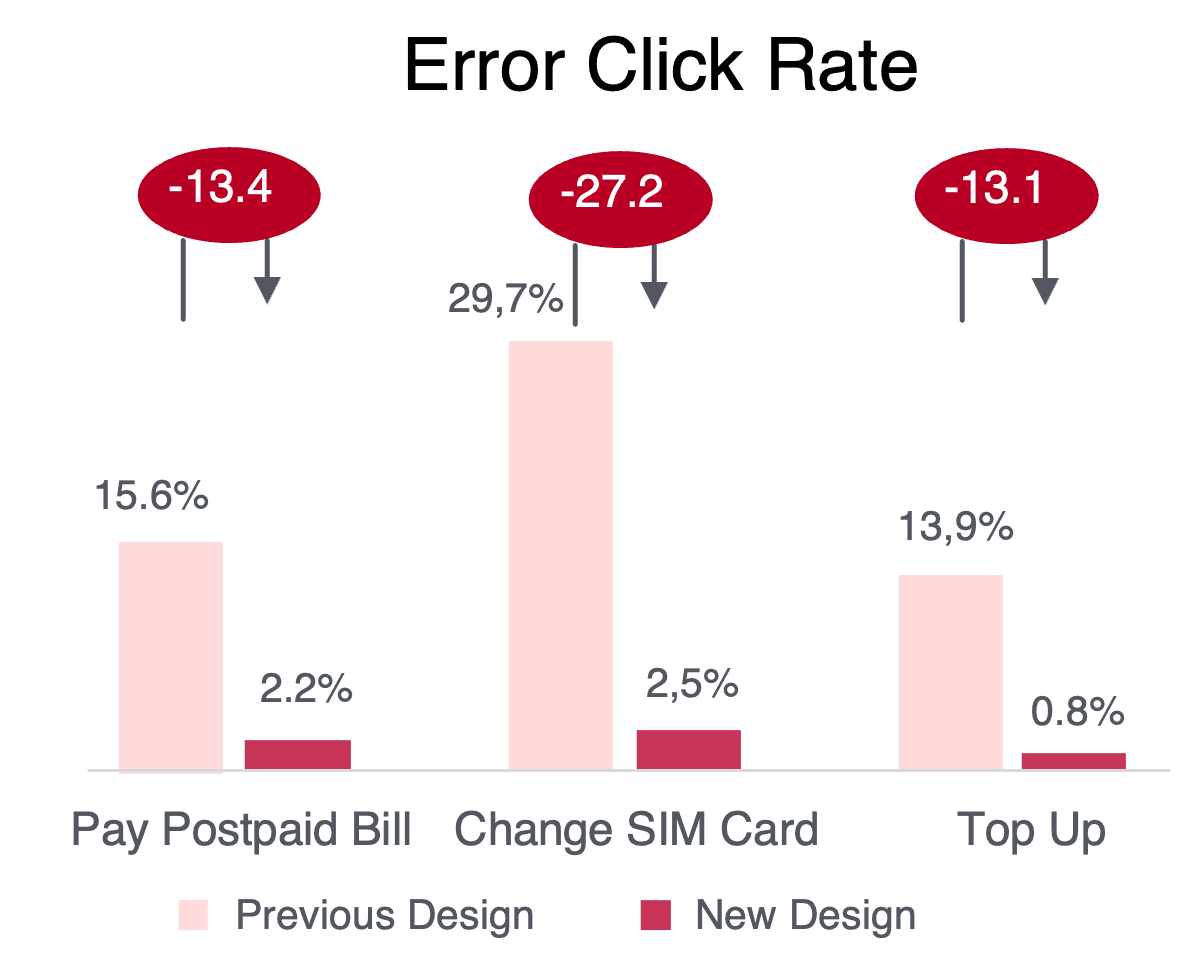 Error Click Rate
-13.4
-27.2
-13.1
29,7%
15.6%
13,9%
2.2%
2,5%
0.8%
Pay Postpaid Bill
Change SIM Card
Top Up
Previous Design
New Design